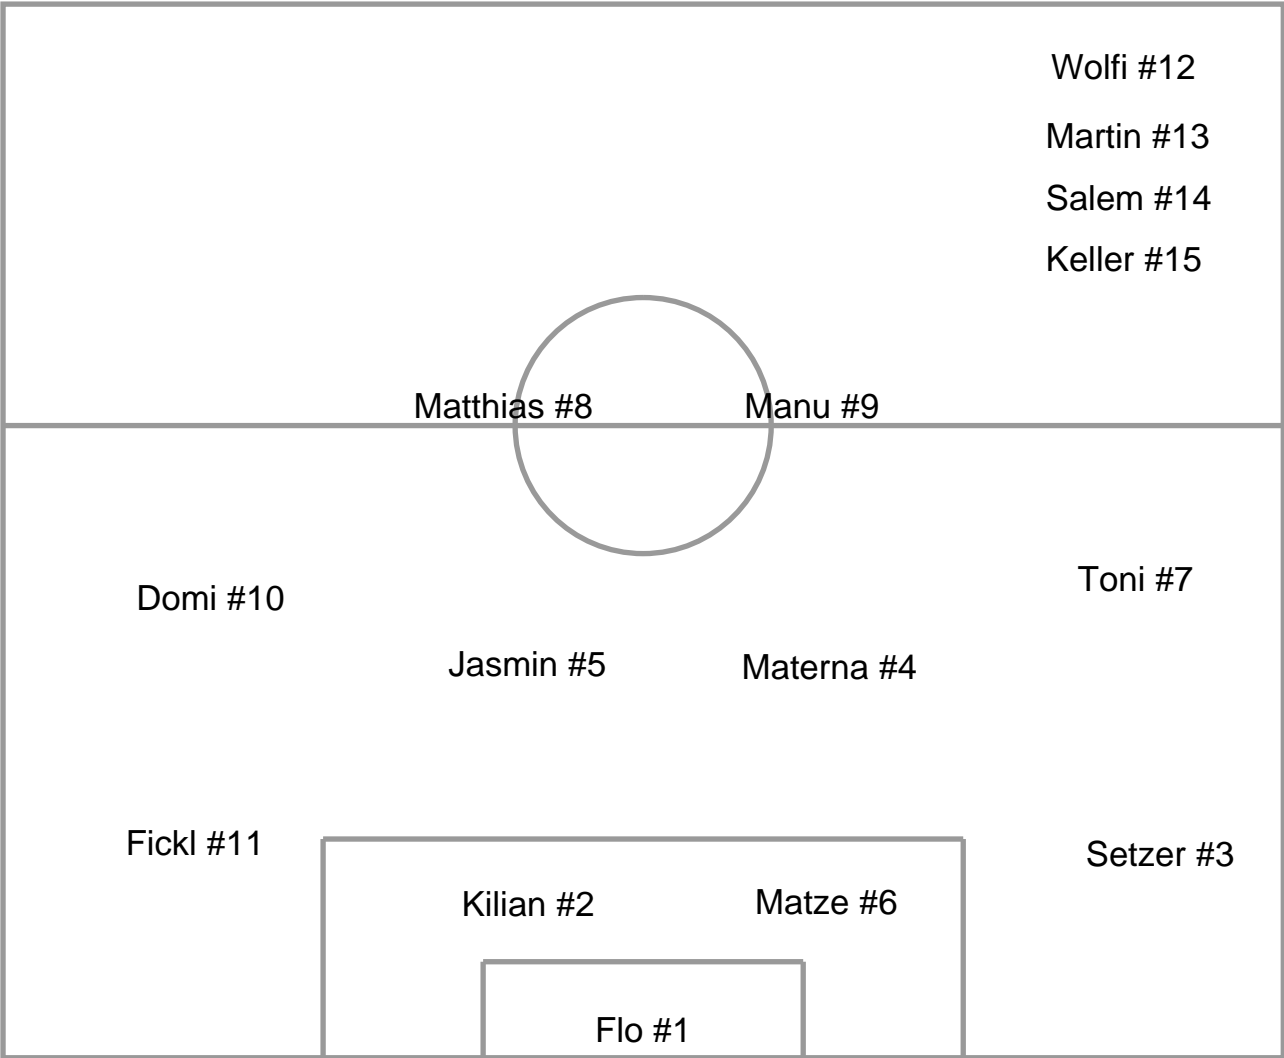 Wolfi #12
Martin #13
Salem #14
Keller #15
Matthias #8
Manu #9
Toni #7
Domi #10
Jasmin #5
Materna #4
Fickl #11
Setzer #3
Kilian #2
Matze #6
Flo #1